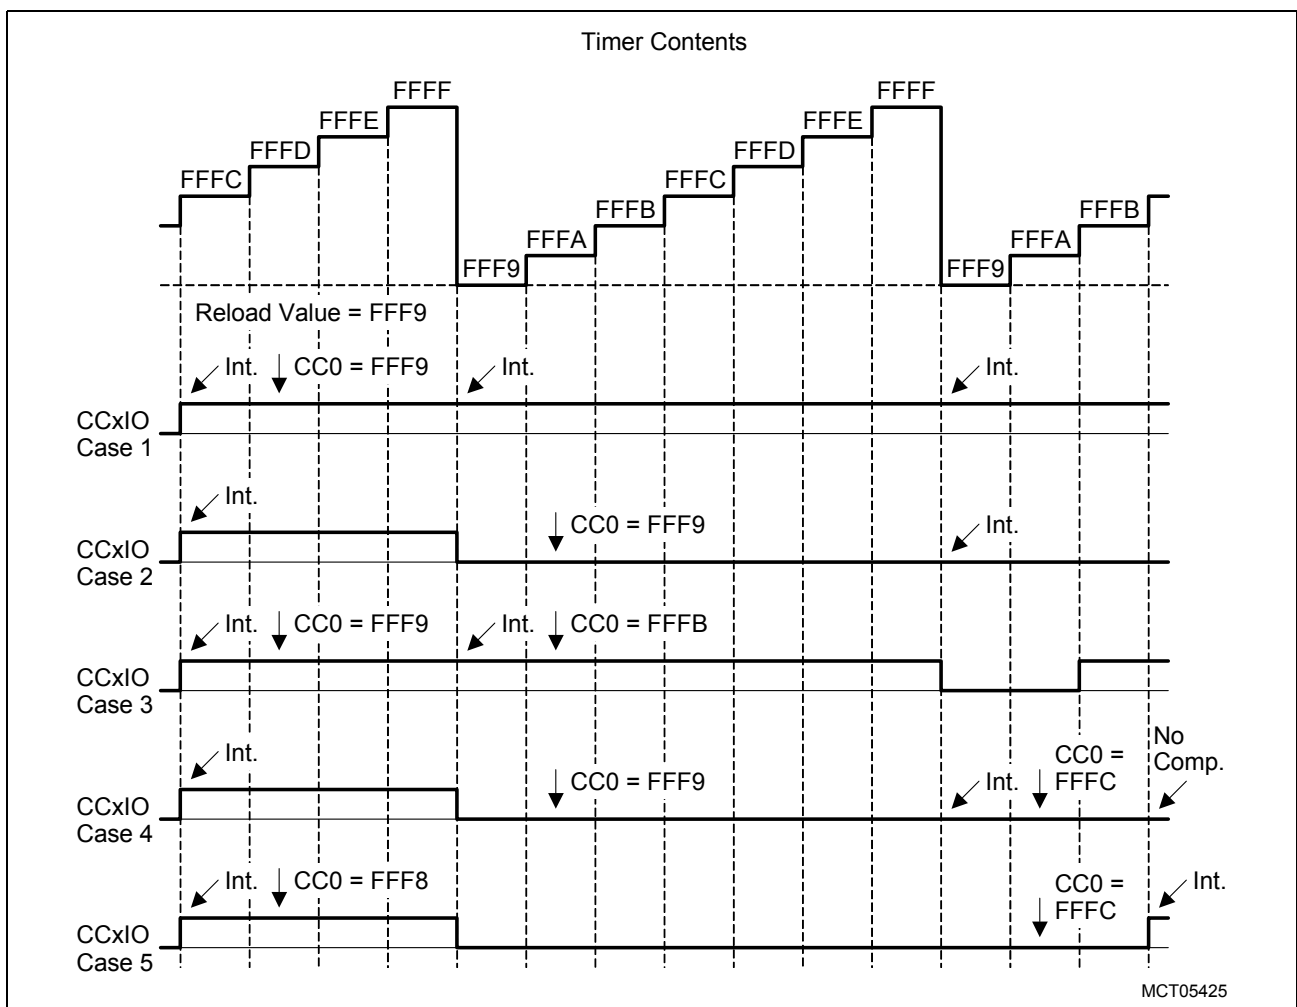 Timer Contents
FFFF FFFF
FFFE FFFE
FFFD FFFD
FFFC FFFC
FFFB FFFB
FFFA FFFA
FFF9 FFF9
Reload Value = FFF9
Int. CC0 = FFF9 Int. Int.
CCxIO
Case 1
Int. CC0 = FFF9 Int.
CCxIO
Case 2
Int. CC0 = FFF9 Int. CC0 = FFFB
CCxIO
Case 3
Int. CC0 = FFF9 Int. CC0 =
FFFC
No
Comp.
CCxIO
Case 4
Int. CC0 = FFF8 CC0 =
FFFC
Int.
CCxIO
Case 5
MCT05425